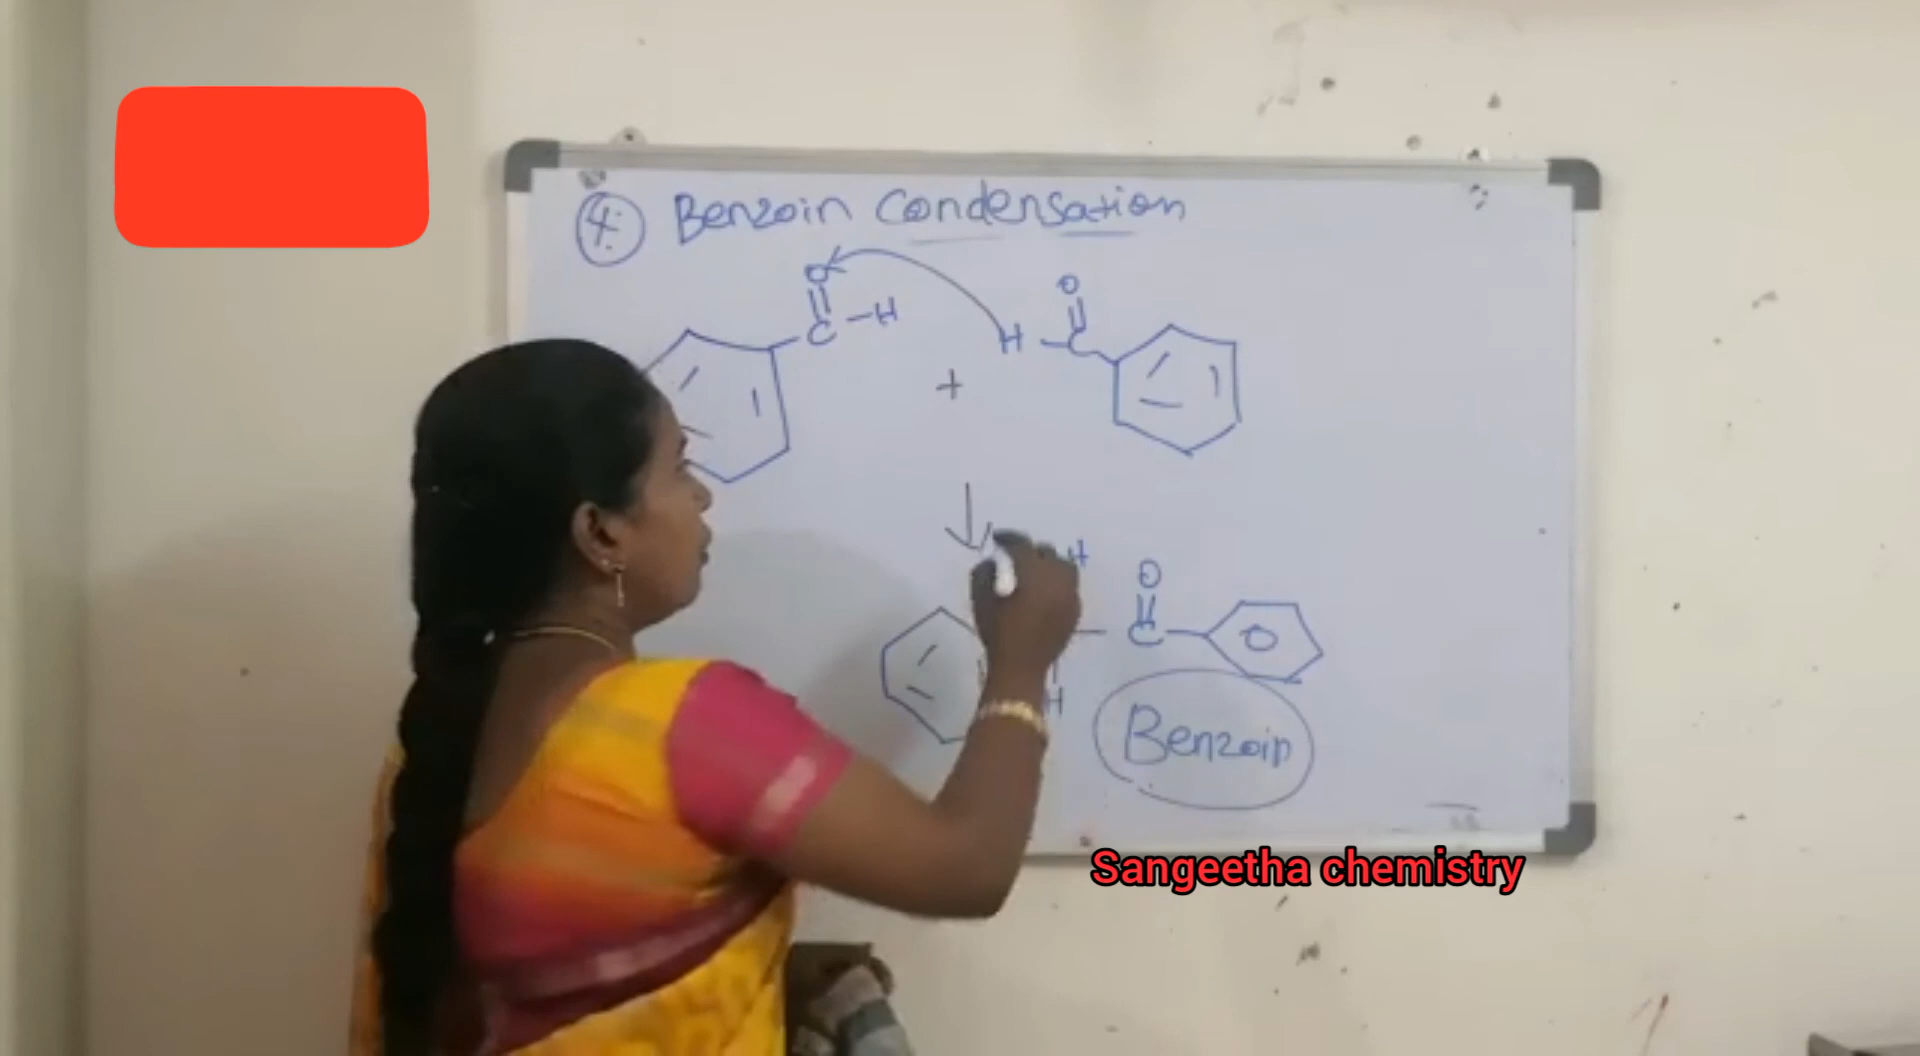 4. Benzoin Condensation
O
O
C-H
H-C
+
H
O
C
H
Benzoin
Sangeetha chemistry